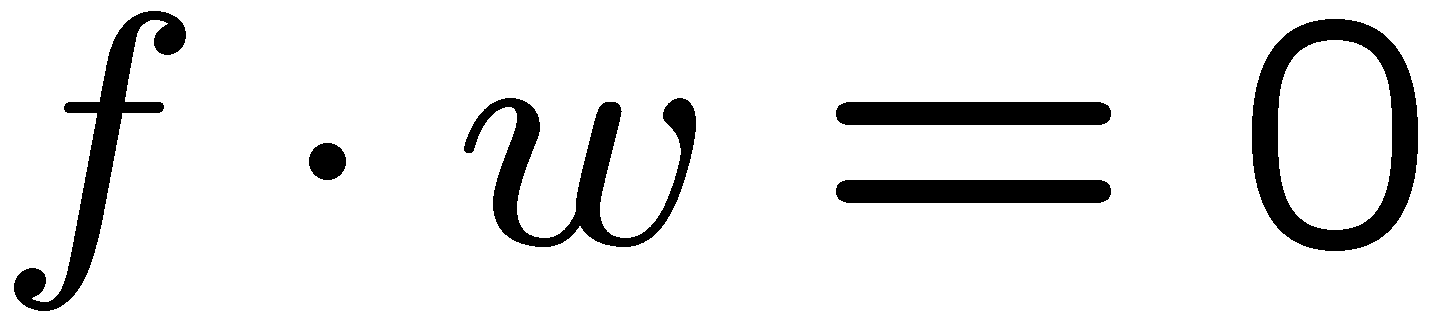 f · w = 0